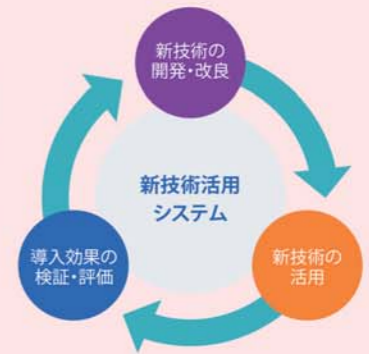 新技術の
開発・改良
新技術活用
システム
導入効果の
検証・評価
新技術の
活用